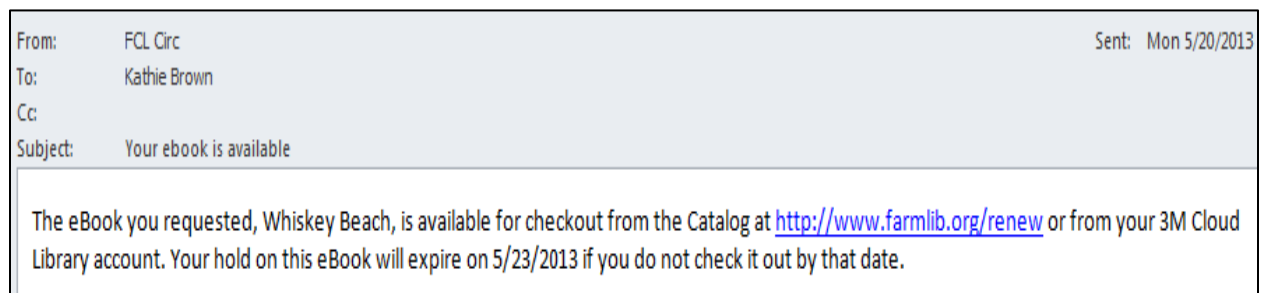 From: FCL Circ Sent: Mon 5/20/2013
To: Kathie Brown
Cc:
Subject: Your ebook is available
The eBook you requested, Whiskey Beach, is available for checkout from the Catalog at http://www.farmlib.org/renew or from your 3M Cloud
Library account. Your hold on this eBook will expire on 5/23/2013 if you do not check it out by that date.